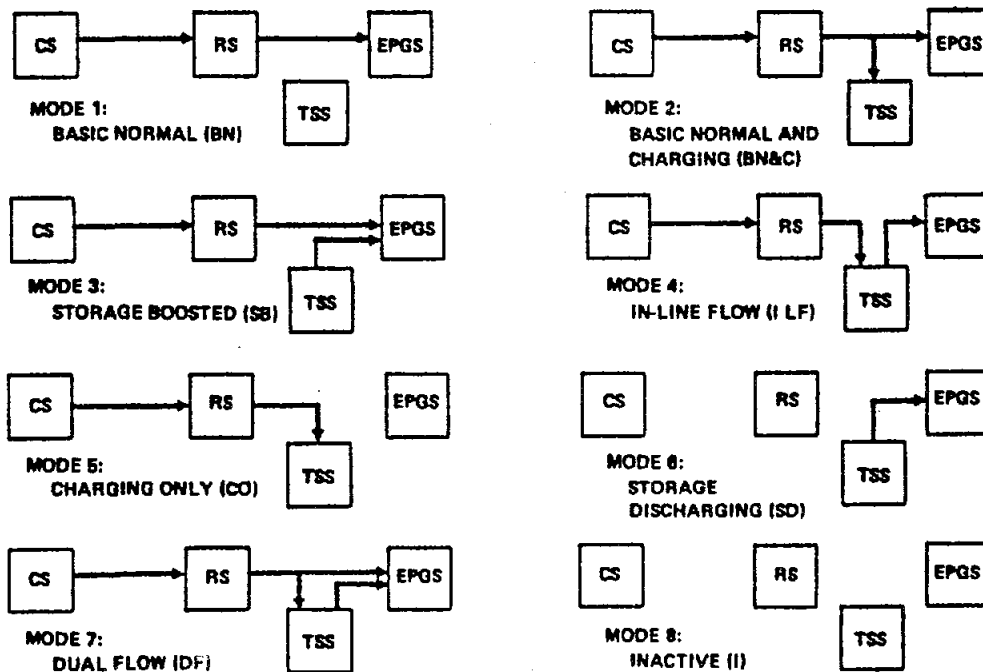 CS RS EPGS
TSS
MODE 1:
BASIC NORMAL (BN)
CS RS EPGS
TSS
MODE 2:
BASIC NORMAL AND
CHARGING (BN&C)
CS RS EPGS
TSS
MODE 3:
STORAGE BOOSTED (SB)
CS RS EPGS
TSS
MODE 4:
IN-LINE FLOW (I LF)
CS RS EPGS
TSS
MODE 5:
CHARGING ONLY (CO)
CS RS EPGS
TSS
MODE 6:
STORAGE
DISCHARGING (SD)
CS RS EPGS
TSS
MODE 7:
DUAL FLOW (DF)
CS RS EPGS
TSS
MODE 8:
INACTIVE (I)